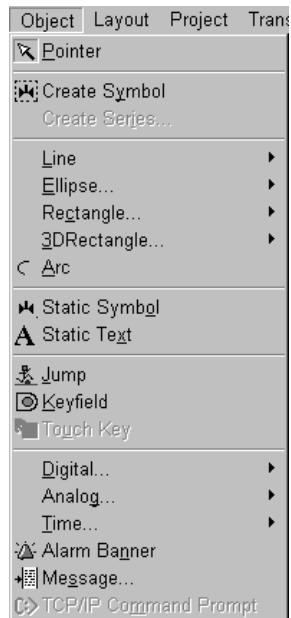 Object Layout Project Trans
Pointer
Create Symbol
Create Series...
Line
Ellipse...
Rectangle...
3DRectangle...
Arc
Static Symbol
A Static Text
Jump
Keyfield
Touch Key
Digital...
Analog...
Time...
Alarm Banner
Message...
C:> TCP/IP Command Prompt